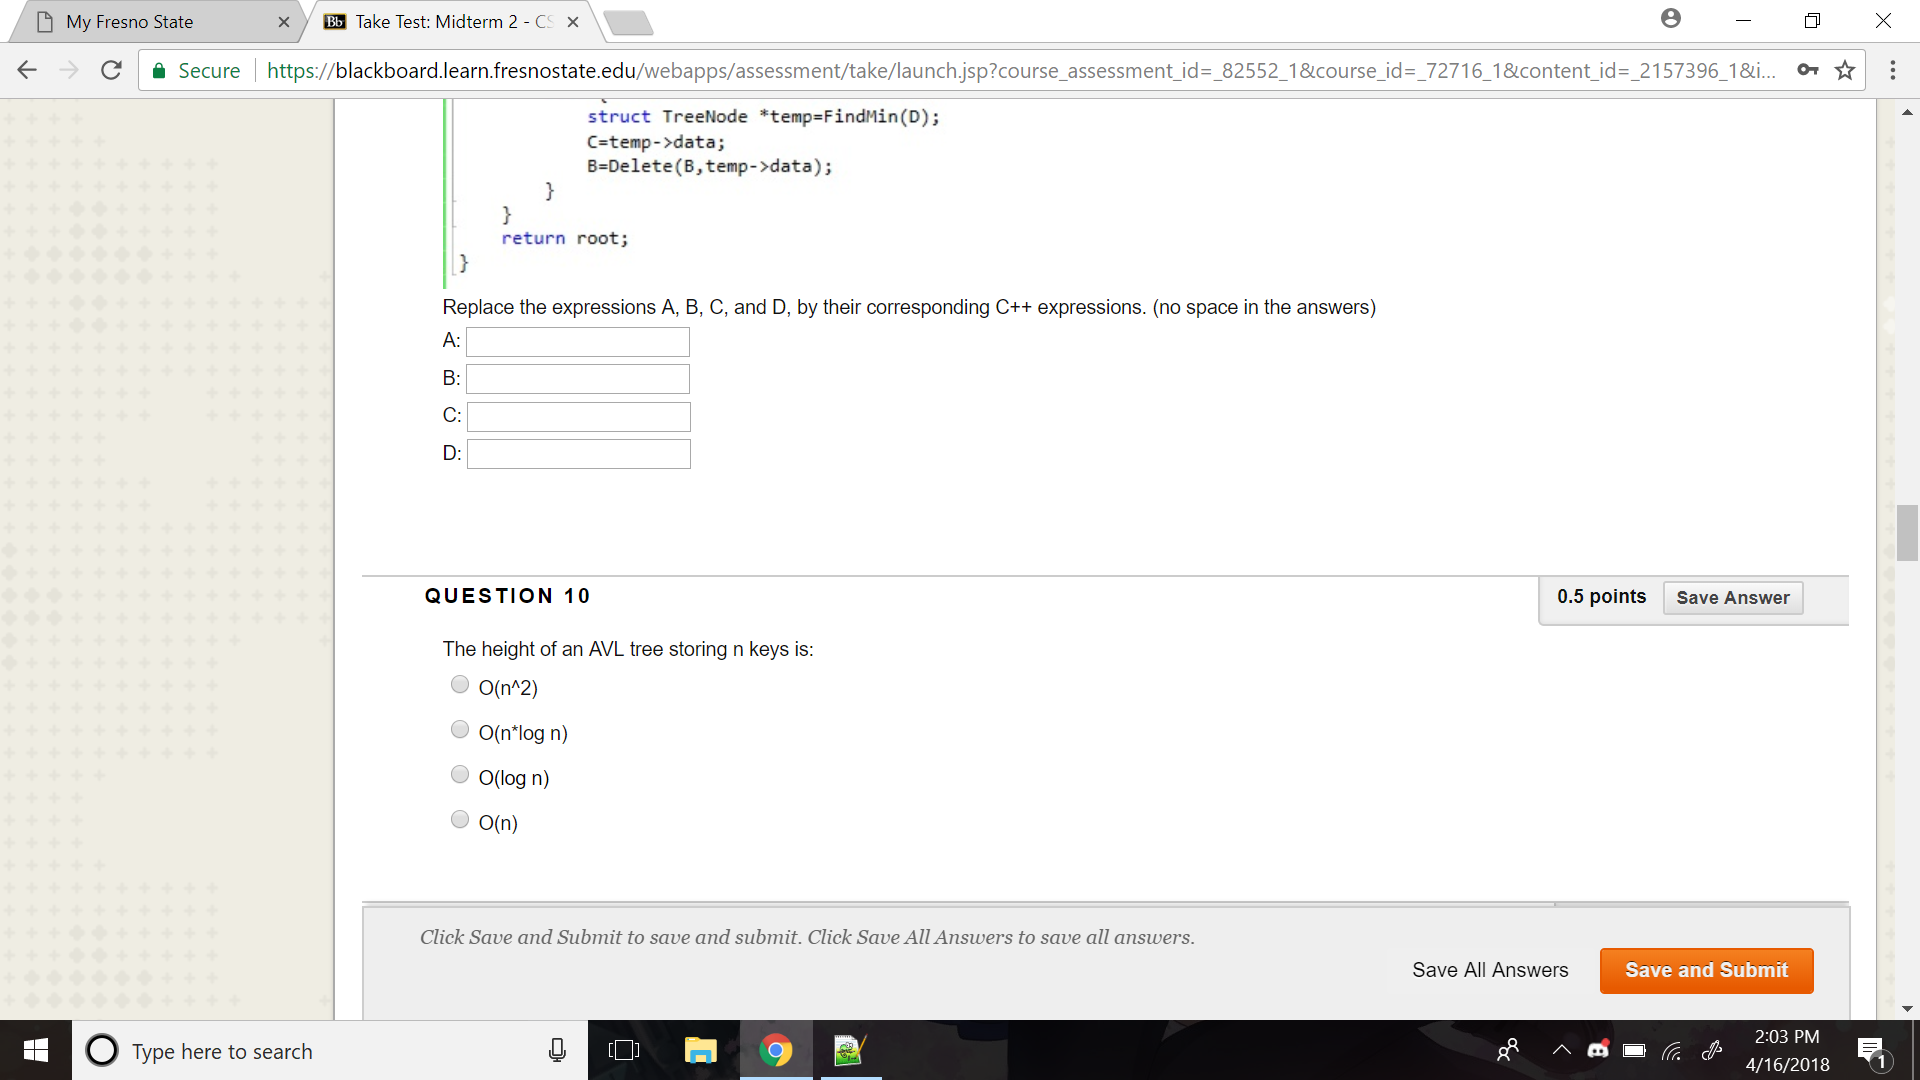 My Fresno State
Bb Take Test: Midterm 2 - CS
Secure https://blackboard.learn.fresnostate.edu/webapps/assessment/take/launch.jsp?course_assessment_id=_82552_1&course_id=_72716_1&content_id=_2157396_1&i...
struct TreeNode *temp=FindMin(D);
C=temp->data;
B=Delete(B,temp->data);
}
}
return root;
}
Replace the expressions A, B, C, and D, by their corresponding C++ expressions. (no space in the answers)
A:
B:
C:
D:
QUESTION 10
0.5 points Save Answer
The height of an AVL tree storing n keys is:
O(n^2)
O(n*log n)
O(log n)
O(n)
Click Save and Submit to save and submit. Click Save All Answers to save all answers.
Save All Answers Save and Submit
Type here to search
2:03 PM
4/16/2018
1